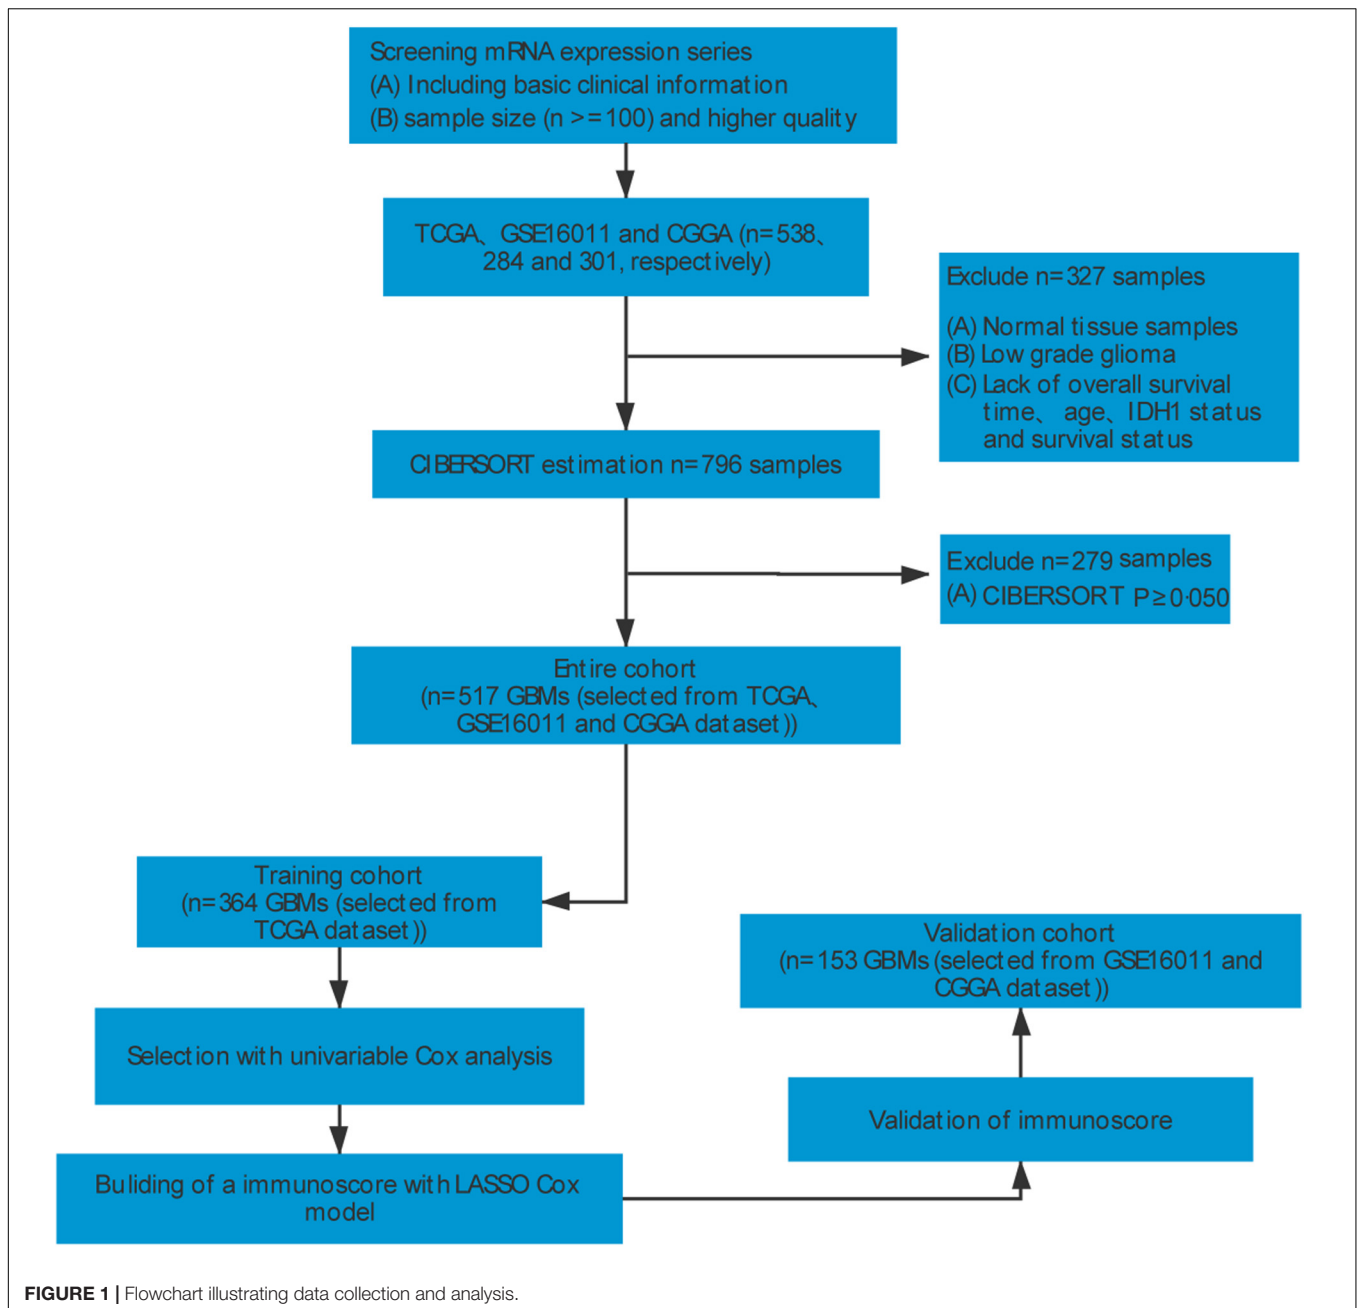 Screening mRNA expression series
(A) Including basic clinical information
(B) sample size (n >=100) and higher quality
TCGA、GSE16011 and CGGA (n=538、
284 and 301, respectively)
Exclude n=327 samples
(A) Normal tissue samples
(B) Low grade glioma
(C) Lack of overall survival
time、 age、IDH1 status
and survival status
CIBERSORT estimation n=796 samples
Exclude n=279 samples
(A) CIBERSORT P≥0·050
Entire cohort
(n=517 GBMs (selected from TCGA、
GSE16011 and CGGA dataset))
Training cohort
(n=364 GBMs (selected from
TCGA dataset))
Selection with univariable Cox analysis
Buliding of a immunoscore with LASSO Cox
model
Validation cohort
(n=153 GBMs (selected from GSE16011 and
CGGA dataset))
Validation of immunoscore
FIGURE 1 | Flowchart illustrating data collection and analysis.